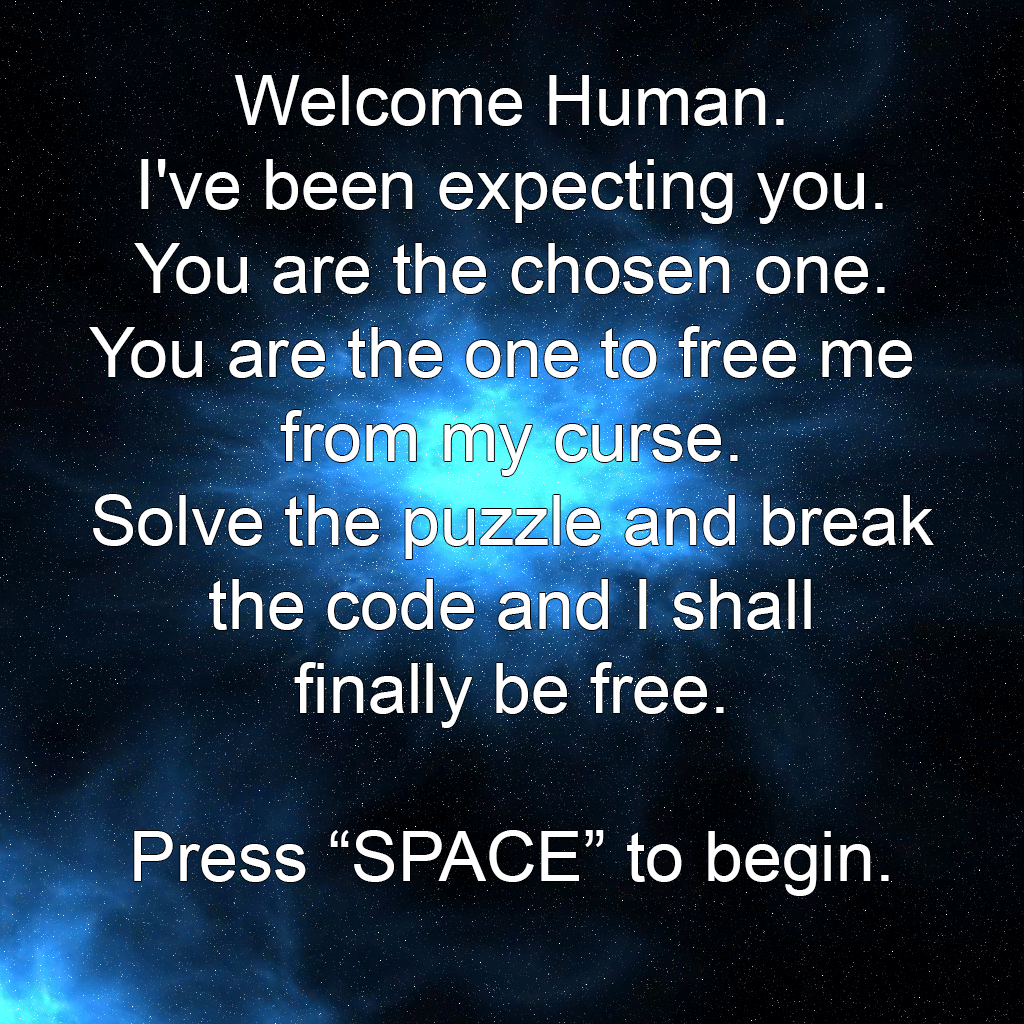 Welcome Human.
I've been expecting you.
You are the chosen one.
You are the one to free me
from my curse.
Solve the puzzle and break
the code and I shall
finally be free.
Press “SPACE” to begin.